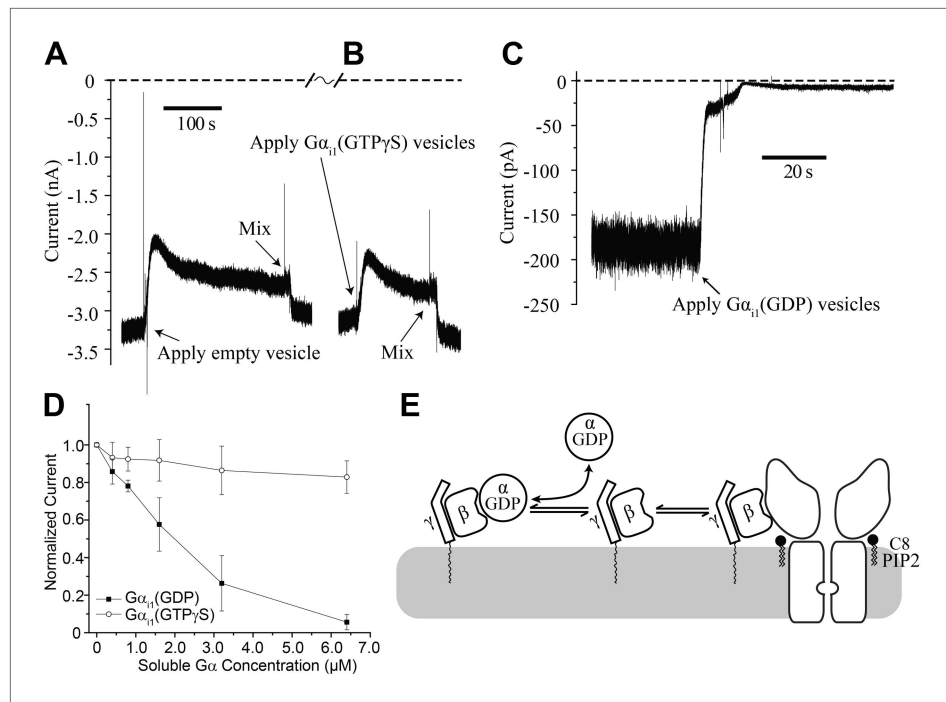 A
B
C
0
-0.5
-1.0
-1.5
-2.0
-2.5
-3.0
-3.5
Current (nA)
100 s
Apply Gαi1(GTPγS) vesicles
Mix
Apply empty vesicle
Mix
0
-50
-100
-150
-200
-250
Current (pA)
20 s
Apply Gαi1(GDP) vesicles
D
1.0
0.8
0.6
0.4
0.2
0
Normalized Current
Gαi1(GDP)
Gαi1(GTPγS)
0.0 1.0 2.0 3.0 4.0 5.0 6.0 7.0
Soluble Gα Concentration (µM)
E
α
GDP
α
GDP
β
γ
β
γ
β
γ
C8
PIP2